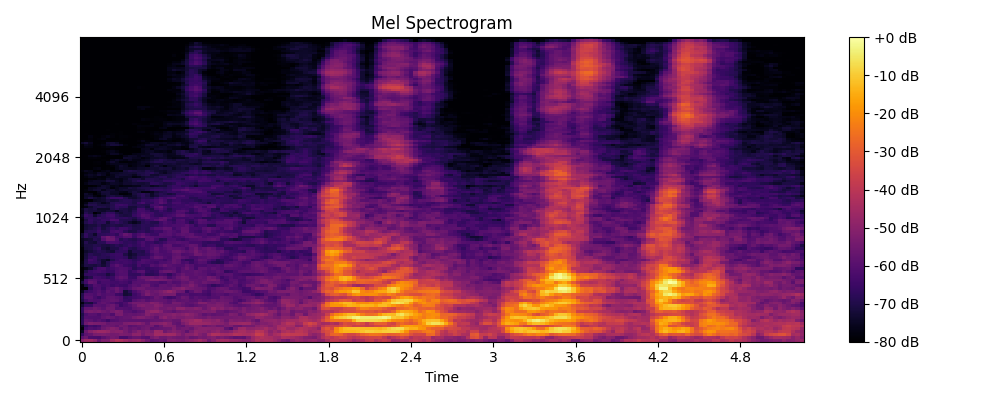 Mel Spectrogram
+0 dB
4096
-10 dB
-20 dB
2048
-30 dB
Hz
-40 dB
1024
-50 dB
512
-60 dB
-70 dB
0
-80 dB
0 0.6 1.2 1.8 2.4 3 3.6 4.2 4.8
Time